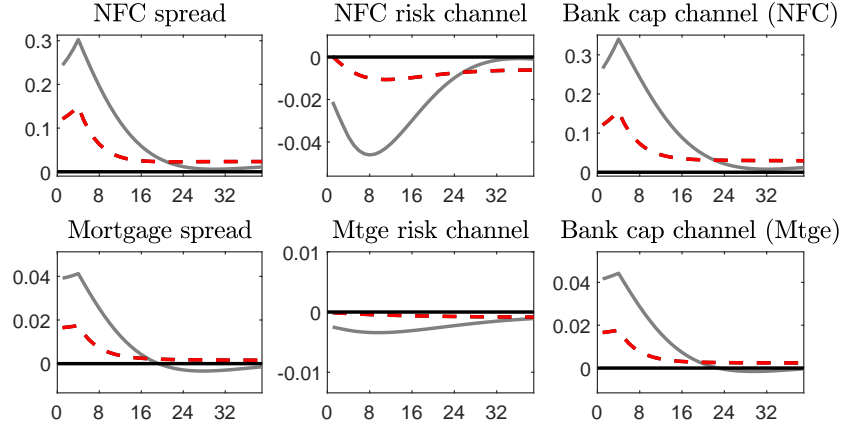 NFC spread
0.3
0.2
0.1
0
0 8 16 24 32
NFC risk channel
0
-0.02
-0.04
0 8 16 24 32
Bank cap channel (NFC)
0.3
0.2
0.1
0
0 8 16 24 32
Mortgage spread
0.04
0.02
0
0 8 16 24 32
Mtge risk channel
0.01
0
-0.01
0 8 16 24 32
Bank cap channel (Mtge)
0.04
0.02
0
0 8 16 24 32